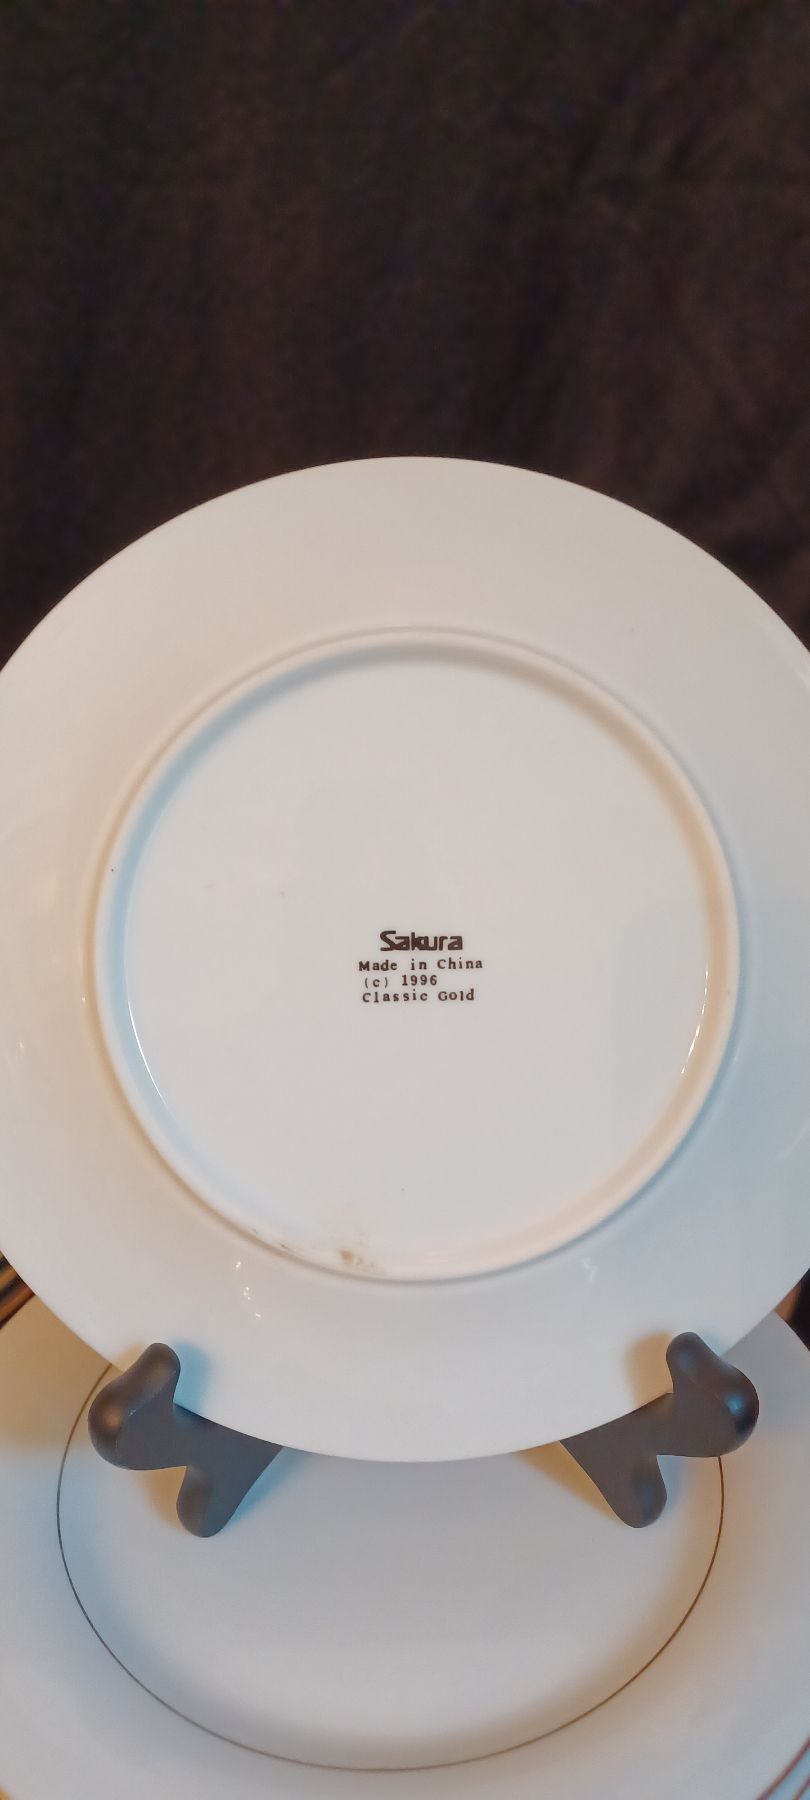 Sakura
Made in China
(c) 1996
Classic Gold